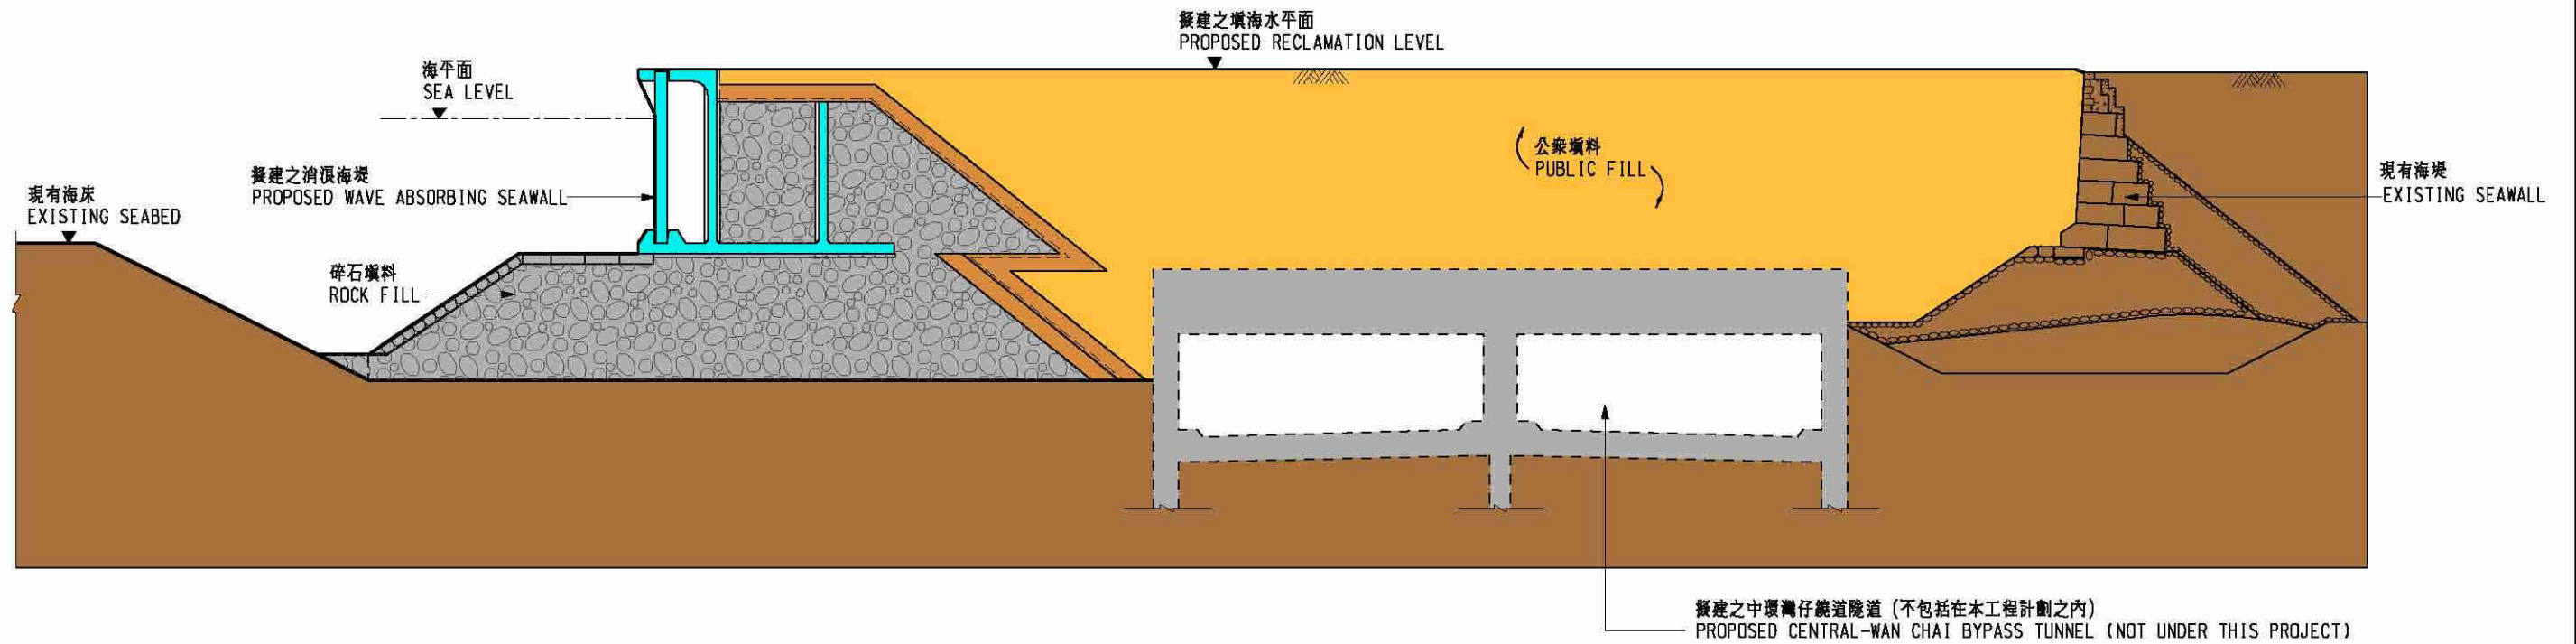 擬建之填海水平面
PROPOSED RECLAMATION LEVEL
海平面
SEA LEVEL
公眾填料
PUBLIC FILL
擬建之消浪海堤
PROPOSED WAVE ABSORBING SEAWALL
現有海堤
EXISTING SEAWALL
現有海床
EXISTING SEABED
碎石填料
ROCK FILL
擬建之中環灣仔繞道隧道 (不包括在本工程計劃之內)
PROPOSED CENTRAL-WAN CHAI BYPASS TUNNEL (NOT UNDER THIS PROJECT)